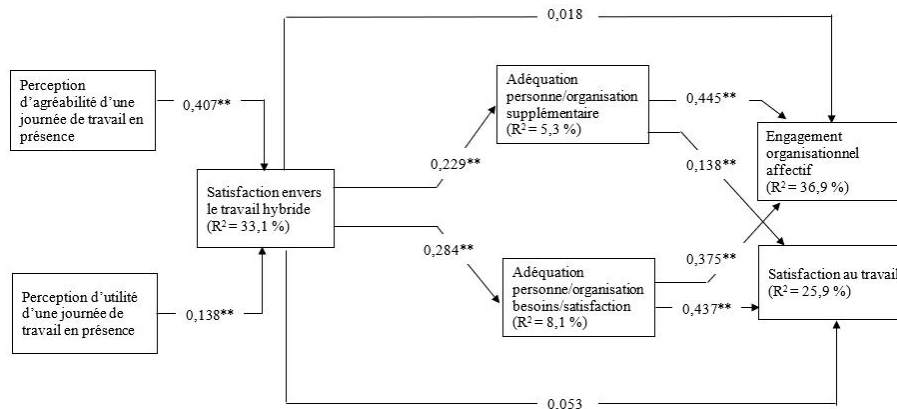 0,018
Perception
d’agréabilité d’une
journée de travail en
présence
0,407**
Adéquation
personne/organisation
supplémentaire
(R² = 5,3 %)
0,445**
Engagement
organisationnel
affectif
(R² = 36,9 %)
0,138**
0,229**
Satisfaction envers
le travail hybride
(R² = 33,1 %)
0,284**
0,375**
Adéquation
personne/organisation
besoins/satisfaction
(R² = 8,1 %)
0,437**
Satisfaction au travail
(R² = 25,9 %)
Perception d’utilité
d’une journée de
travail en présence
0,138**
0,053